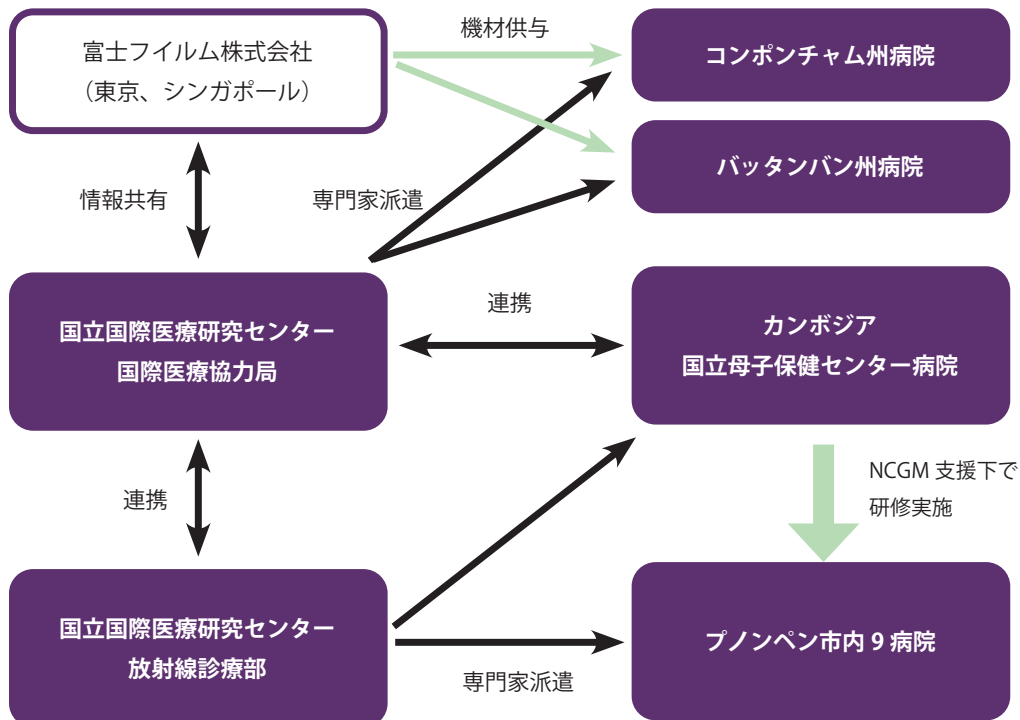 富士フイルム株式会社
（東京、シンガポール）
機材供与
コンポンチャム州病院
バッタンバン州病院
情報共有
専門家派遣
国立国際医療研究センター
国際医療協力局
連携
カンボジア
国立母子保健センター病院
連携
NCGM 支援下で
研修実施
国立国際医療研究センター
放射線診療部
専門家派遣
プノンペン市内 9 病院